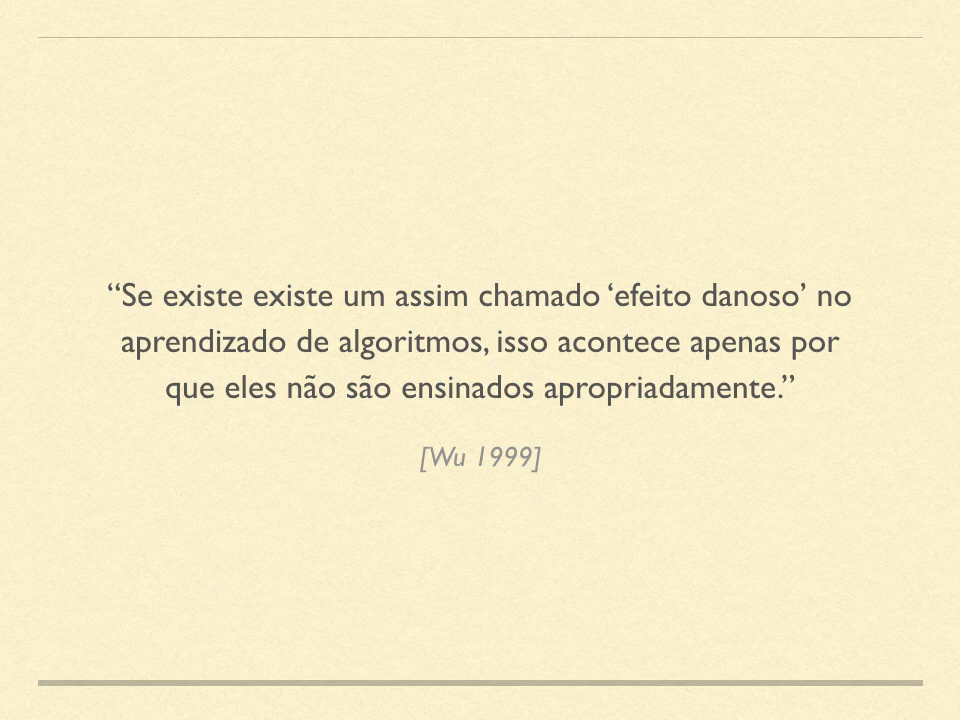 “Se existe existe um assim chamado ‘efeito danoso’ no
aprendizado de algoritmos, isso acontece apenas por
que eles não são ensinados apropriadamente.”
[Wu 1999]